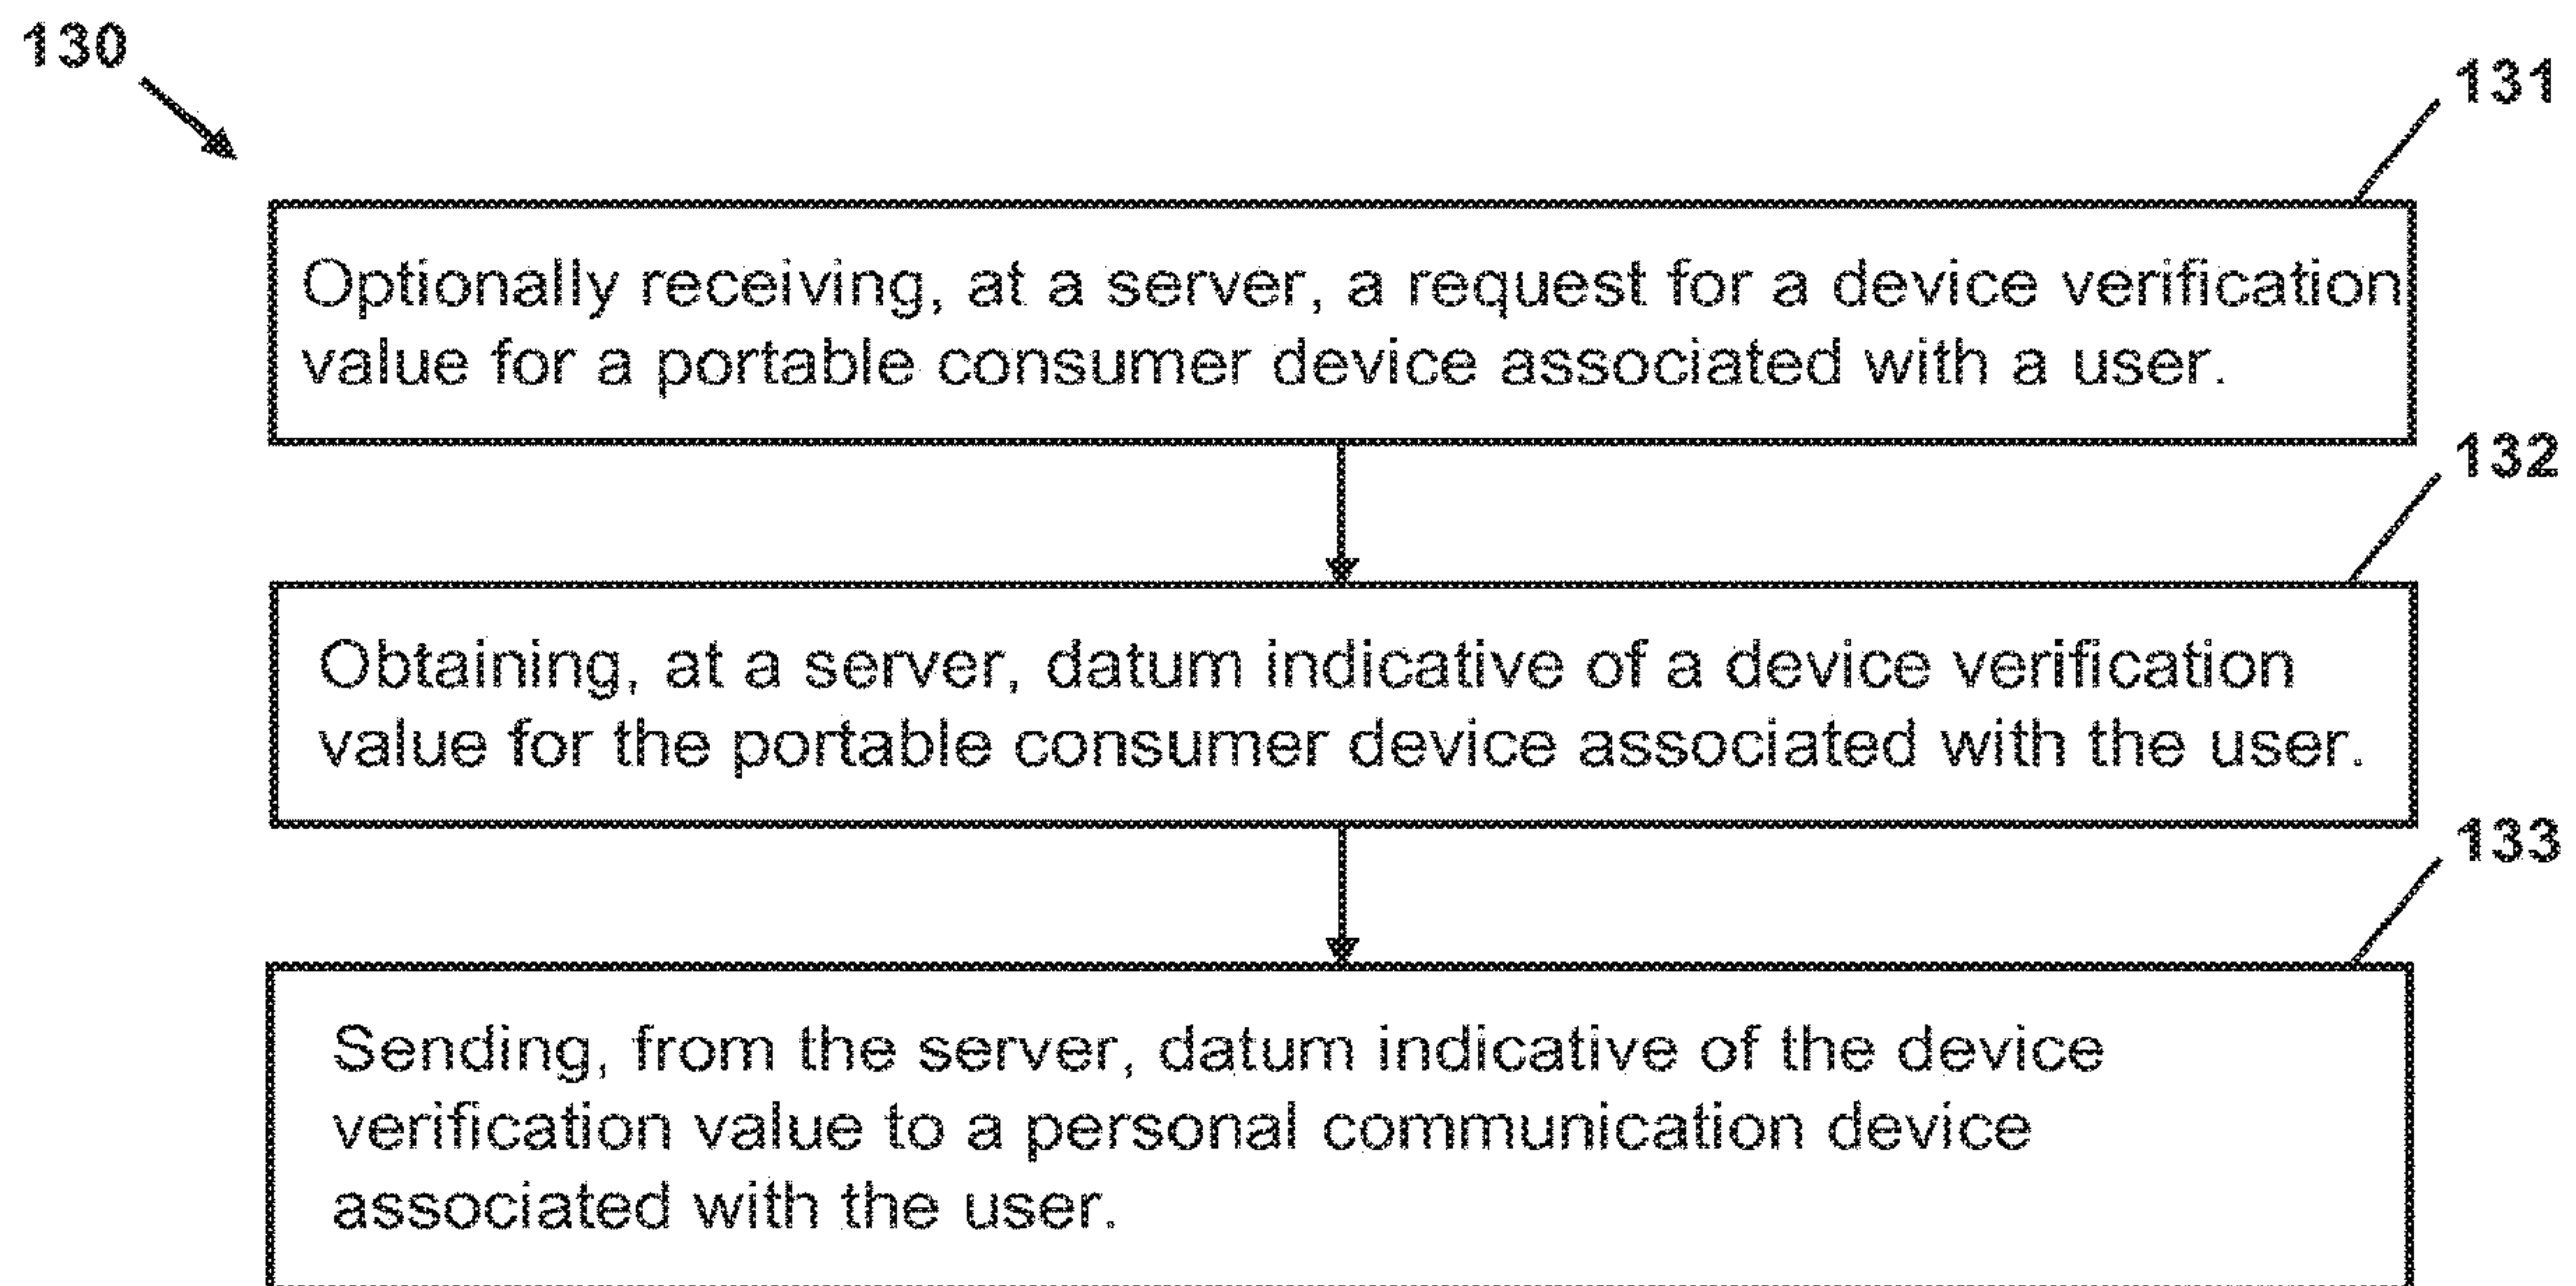 130
131
Optionally receiving, at a server, a request for a device verification
value for a portable consumer device associated with a user.
132
Obtaining, at a server, datum indicative of a device verification
value for the portable consumer device associated with the user.
133
Sending, from the server, datum indicative of the device
verification value to a personal communication device
associated with the user.